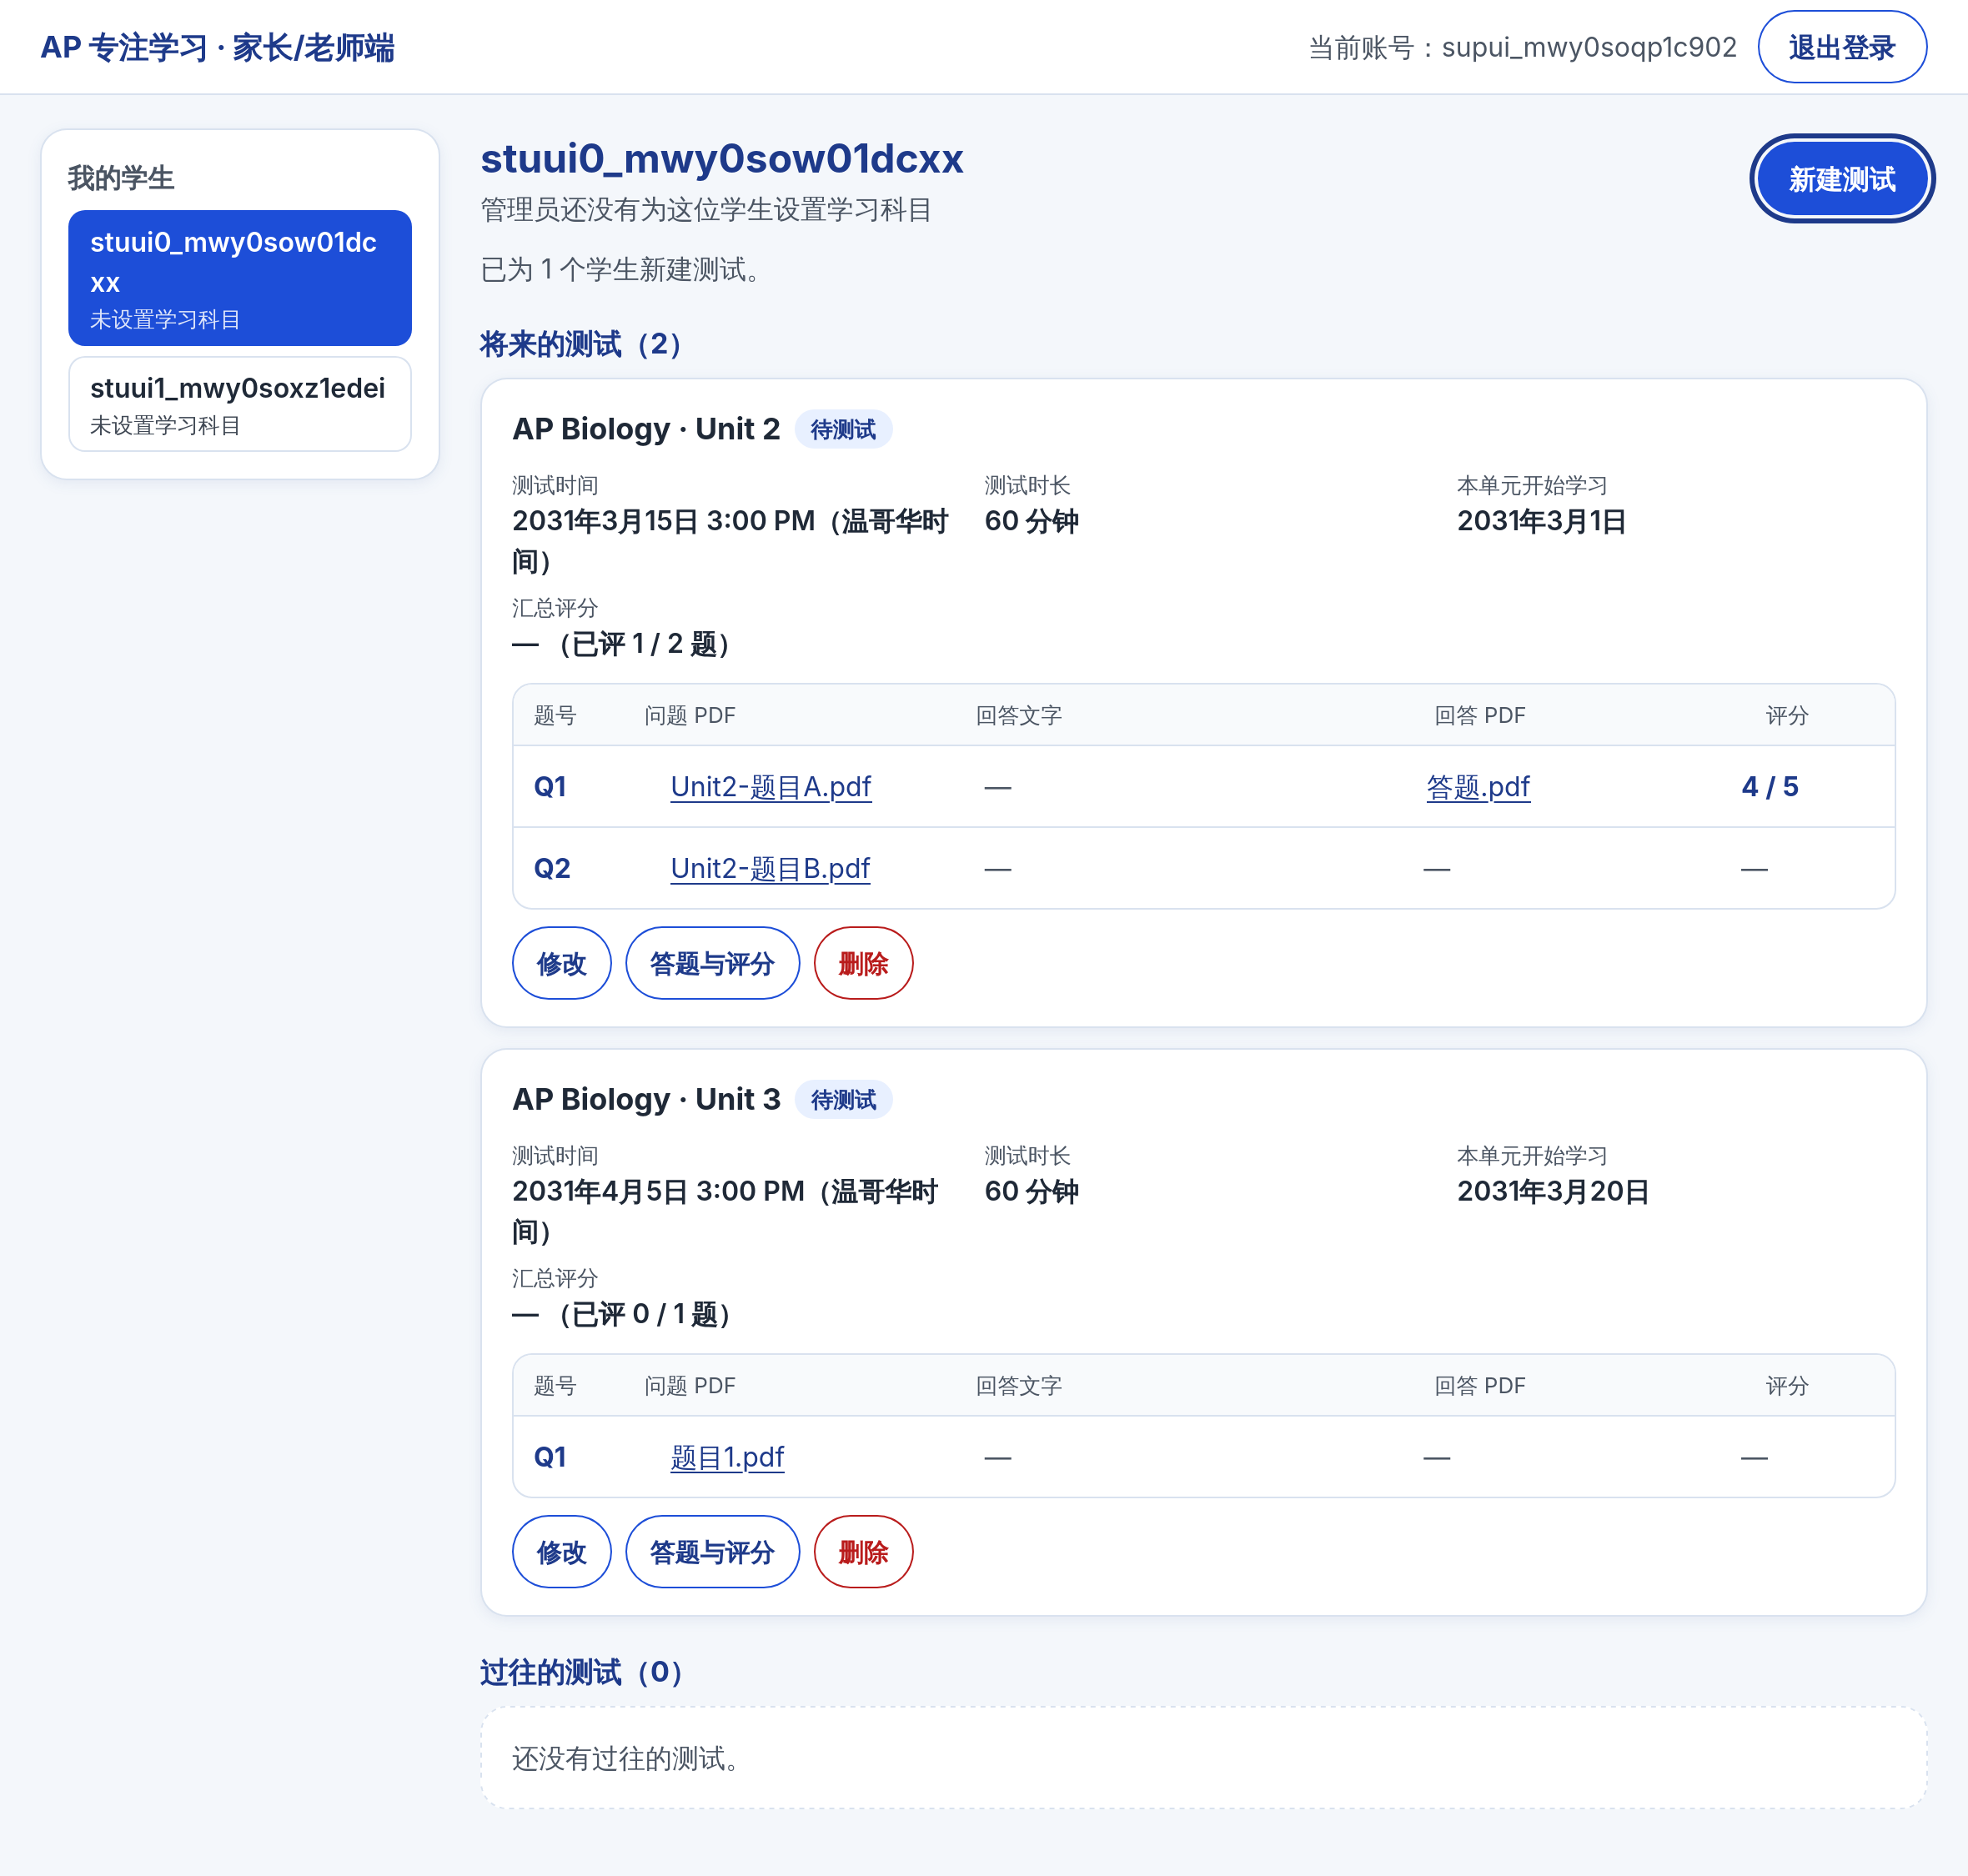 AP 专注学习 · 家长/老师端
当前账号：supui_mwy0soqp1c902
退出登录
我的学生
stuui0_mwy0sow01dc
xx
未设置学习科目
stuui1_mwy0soxz1edei
未设置学习科目
stuui0_mwy0sow01dcxx
新建测试
管理员还没有为这位学生设置学习科目
已为 1 个学生新建测试。
将来的测试（2）
AP Biology · Unit 2 待测试
测试时间 测试时长 本单元开始学习
2031年3月15日 3:00 PM（温哥华时 60 分钟 2031年3月1日
间）
汇总评分
— （已评 1 / 2 题）
题号 问题 PDF 回答文字 回答 PDF 评分
Q1 Unit2-题目A.pdf — 答题.pdf 4 / 5
Q2 Unit2-题目B.pdf — — —
修改 答题与评分 删除
AP Biology · Unit 3 待测试
测试时间 测试时长 本单元开始学习
2031年4月5日 3:00 PM（温哥华时 60 分钟 2031年3月20日
间）
汇总评分
— （已评 0 / 1 题）
题号 问题 PDF 回答文字 回答 PDF 评分
Q1 题目1.pdf — — —
修改 答题与评分 删除
过往的测试（0）
还没有过往的测试。